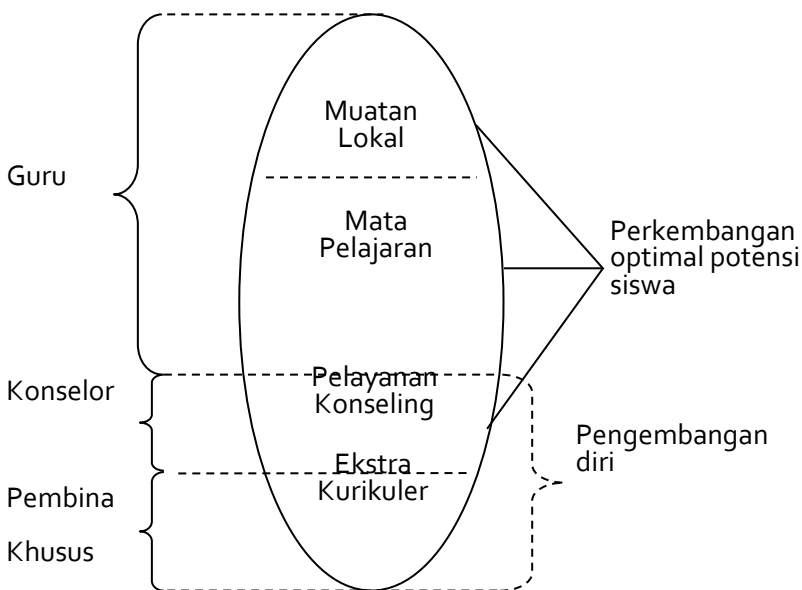 Muatan
Lokal
Guru
Mata
Pelajaran
Perkembangan
optimal potensi
siswa
Konselor
Pelayanan
Konseling
Pengembangan
diri
Ekstra
Kurikuler
Pembina
Khusus